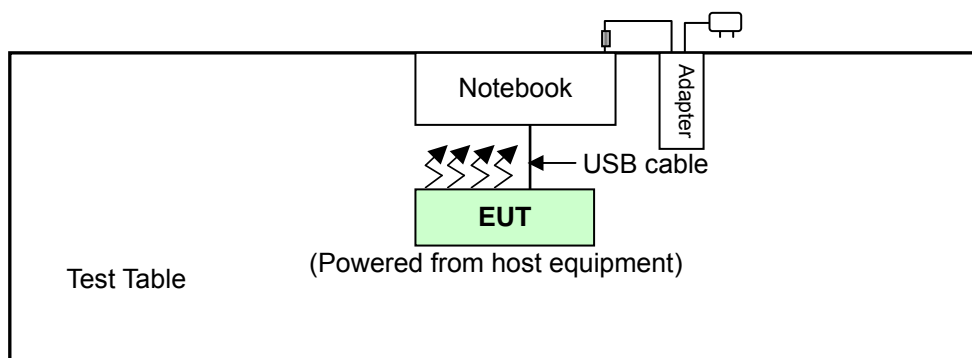 Notebook
Adapter
USB cable
EUT
(Powered from host equipment)
Test Table